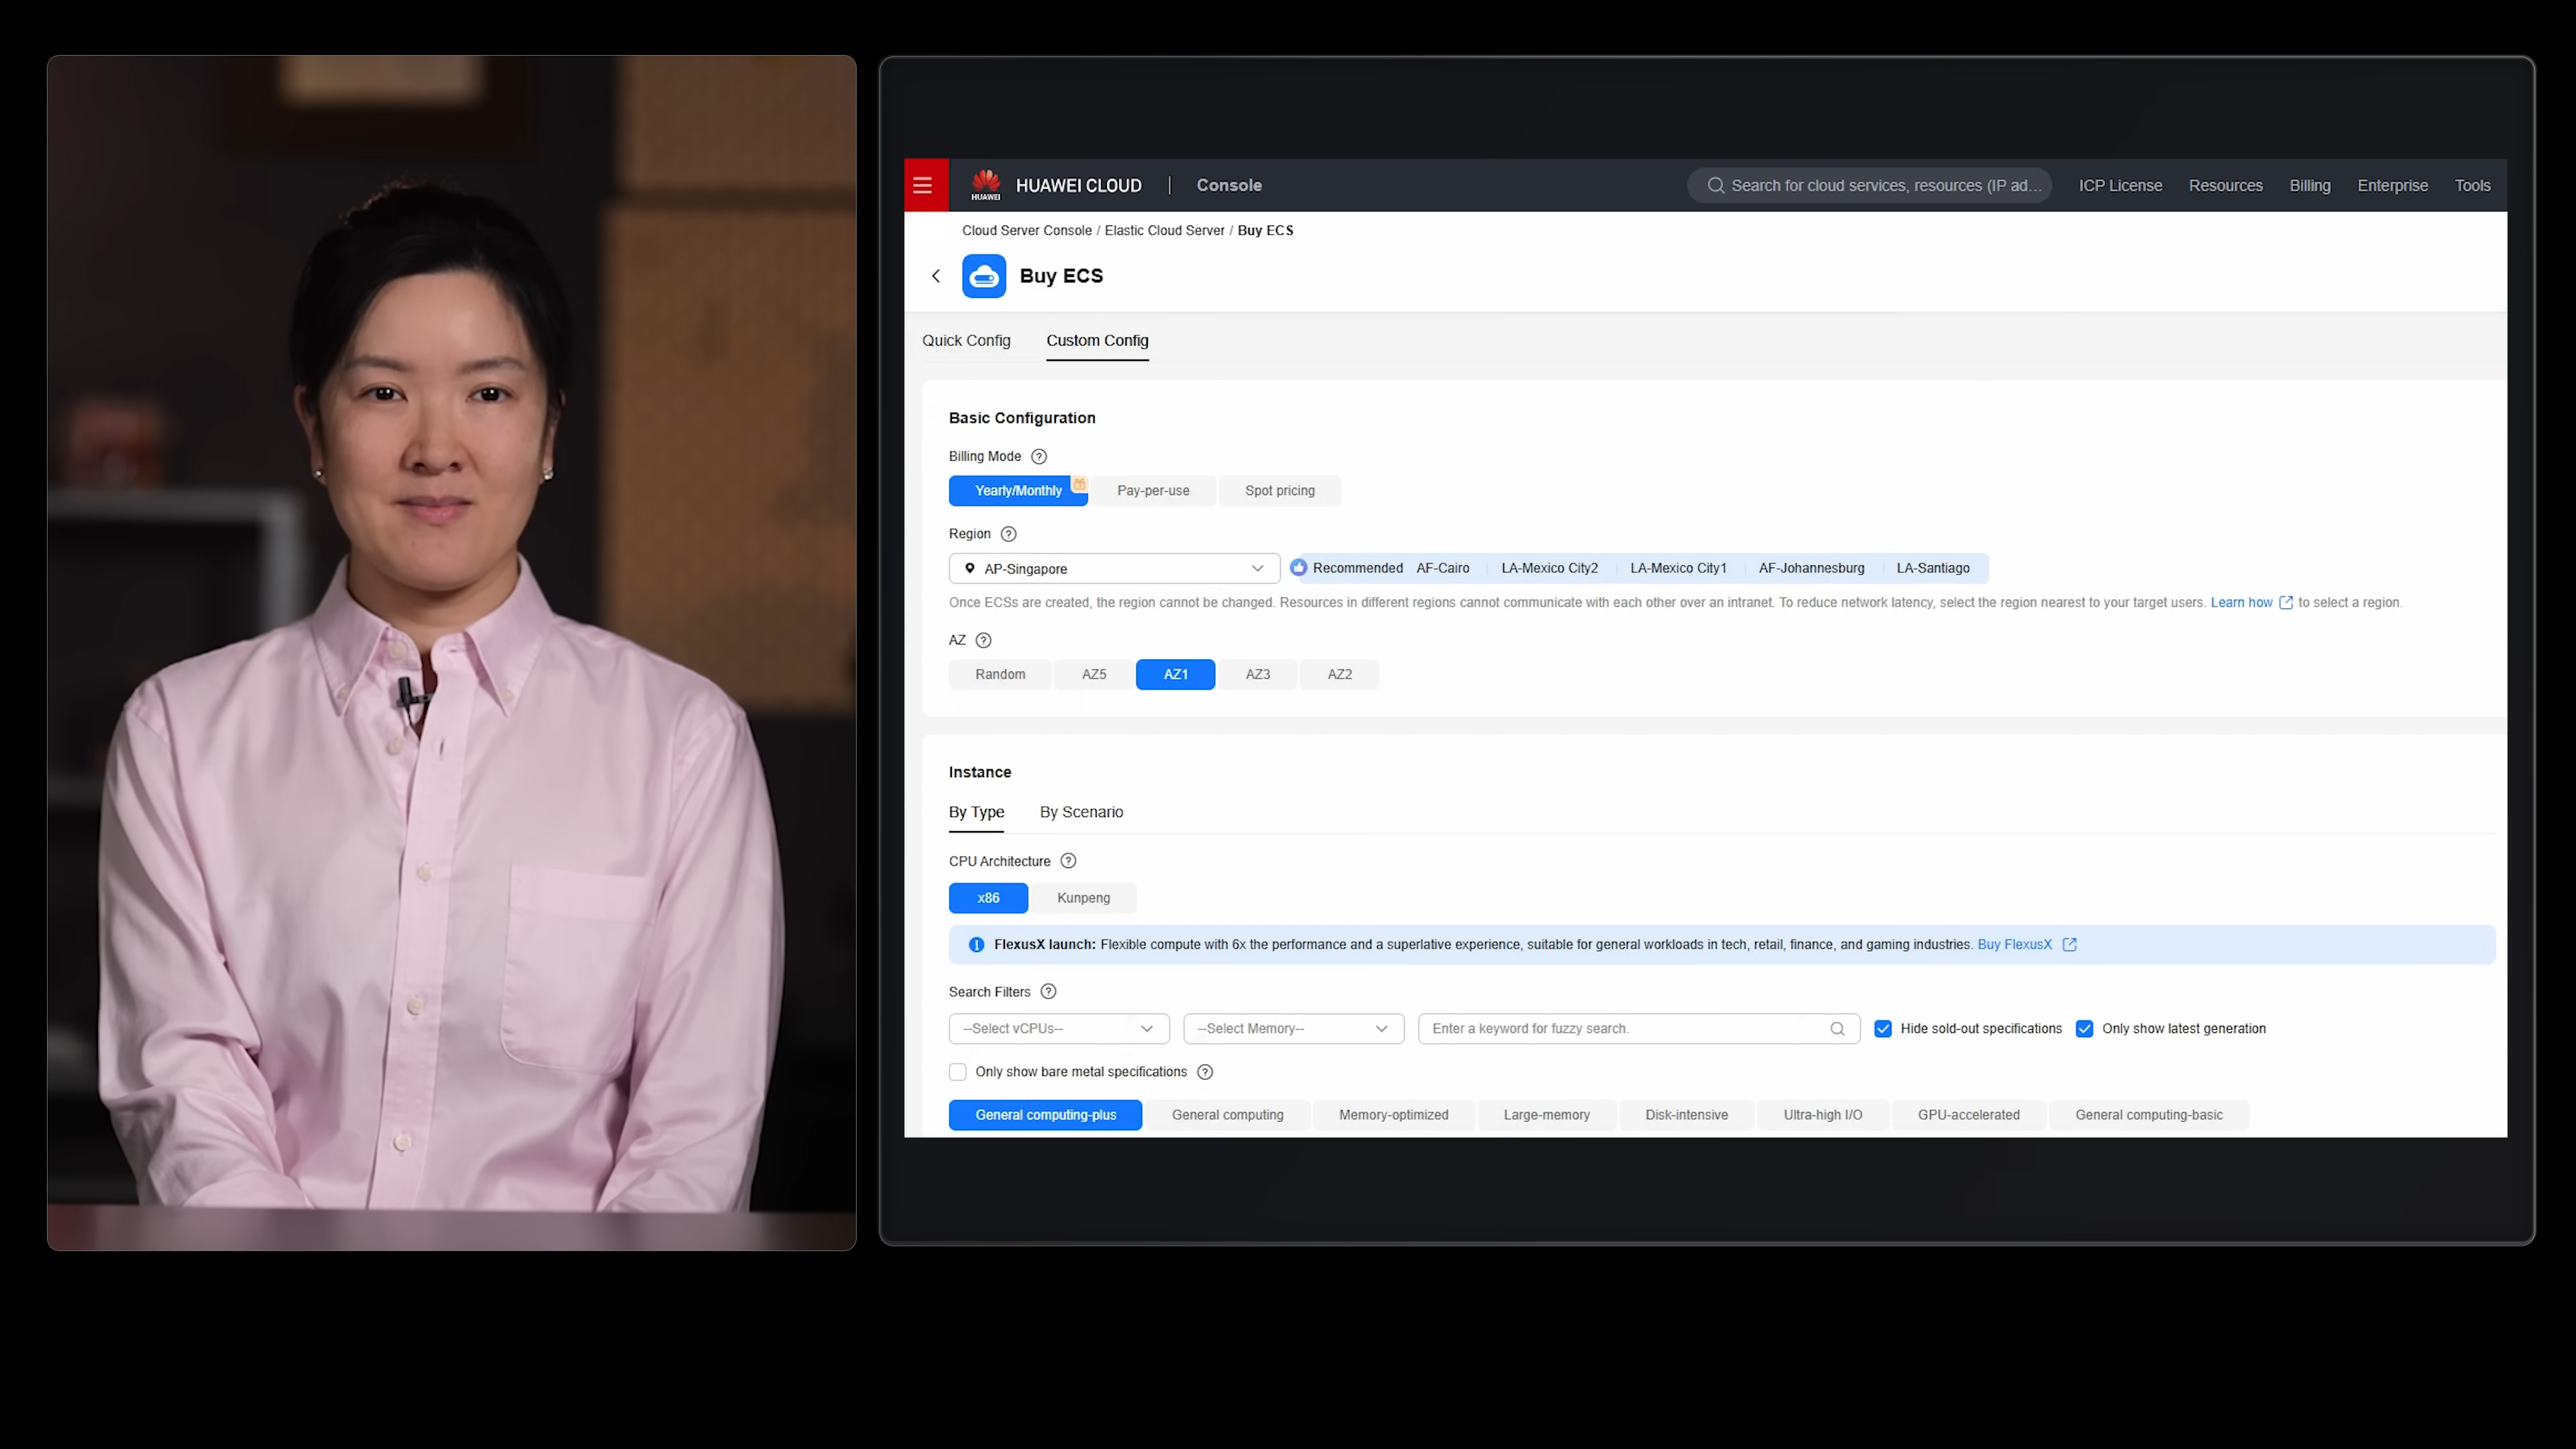 HUAWEI
HUAWEI CLOUD | Console
Search for cloud services, resources (IP ad... ICP License Resources Billing Enterprise Tools
Cloud Server Console / Elastic Cloud Server / Buy ECS
Buy ECS
Quick Config Custom Config
Basic Configuration
Billing Mode
Yearly/Monthly Pay-per-use Spot pricing
Region
AP-Singapore Recommended AF-Cairo LA-Mexico City2 LA-Mexico City1 AF-Johannesburg LA-Santiago
Once ECSs are created, the region cannot be changed. Resources in different regions cannot communicate with each other over an intranet. To reduce network latency, select the region nearest to your target users. Learn how to select a region.
AZ
Random AZ5 AZ1 AZ3 AZ2
Instance
By Type By Scenario
CPU Architecture
x86 Kunpeng
FlexusX launch: Flexible compute with 6x the performance and a superlative experience, suitable for general workloads in tech, retail, finance, and gaming industries. Buy FlexusX
Search Filters
--Select vCPUs-- --Select Memory-- Enter a keyword for fuzzy search. Hide sold-out specifications Only show latest generation
Only show bare metal specifications
General computing-plus General computing Memory-optimized Large-memory Disk-intensive Ultra-high I/O GPU-accelerated General computing-basic